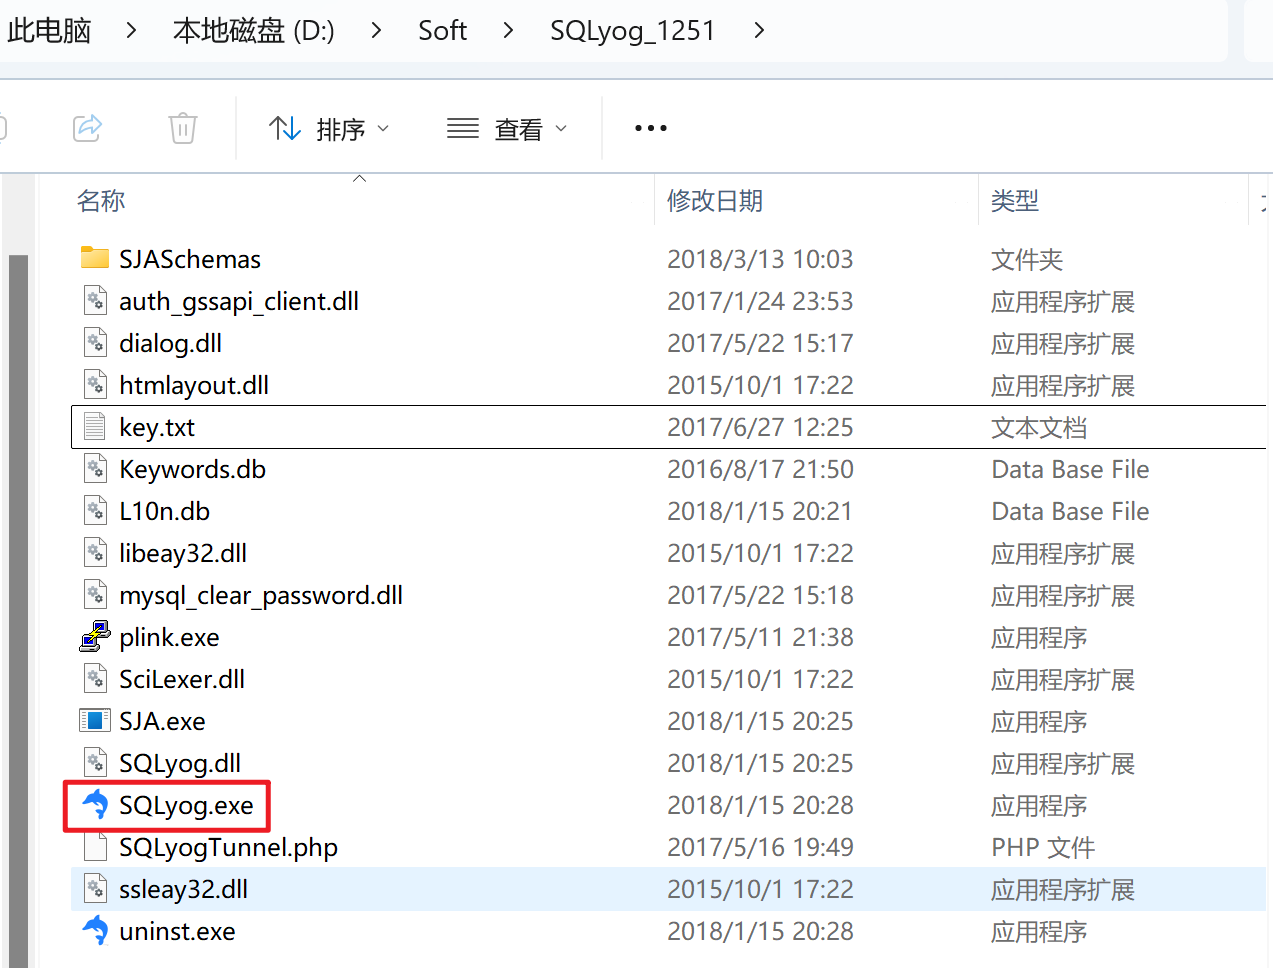 此电脑 > 本地磁盘 (D:) > Soft > SQLyog_1251 >
排序 查看 •••
名称 修改日期 类型
SJASchemas 2018/3/13 10:03 文件夹
auth_gssapi_client.dll 2017/1/24 23:53 应用程序扩展
dialog.dll 2017/5/22 15:17 应用程序扩展
htmlayout.dll 2015/10/1 17:22 应用程序扩展
key.txt 2017/6/27 12:25 文本文档
Keywords.db 2016/8/17 21:50 Data Base File
L10n.db 2018/1/15 20:21 Data Base File
libeay32.dll 2015/10/1 17:22 应用程序扩展
mysql_clear_password.dll 2017/5/22 15:18 应用程序扩展
plink.exe 2017/5/11 21:38 应用程序
SciLexer.dll 2015/10/1 17:22 应用程序扩展
SJA.exe 2018/1/15 20:25 应用程序
SQLyog.dll 2018/1/15 20:25 应用程序扩展
SQLyog.exe 2018/1/15 20:28 应用程序
SQLyogTunnel.php 2017/5/16 19:49 PHP 文件
ssleay32.dll 2015/10/1 17:22 应用程序扩展
uninst.exe 2018/1/15 20:28 应用程序